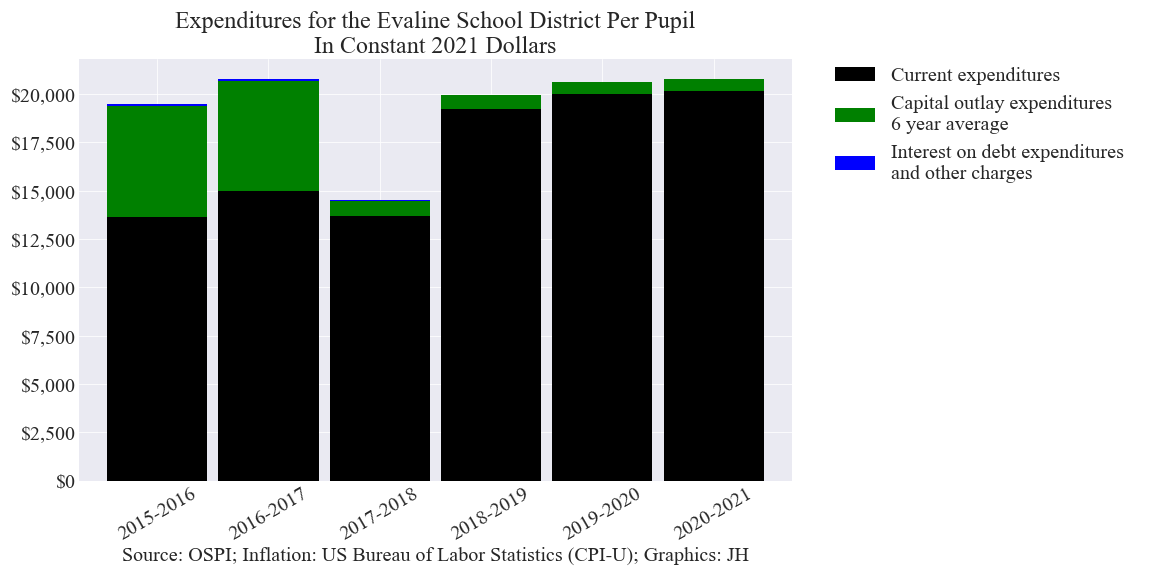 Expenditures for the Evaline School District Per Pupil
In Constant 2021 Dollars
Current expenditures
Capital outlay expenditures
6 year average
Interest on debt expenditures
and other charges
$20,000
$17,500
$15,000
$12,500
$10,000
$7,500
$5,000
$2,500
$0
2015-2016
2016-2017
2017-2018
2018-2019
2019-2020
2020-2021
Source: OSPI; Inflation: US Bureau of Labor Statistics (CPI-U); Graphics: JH